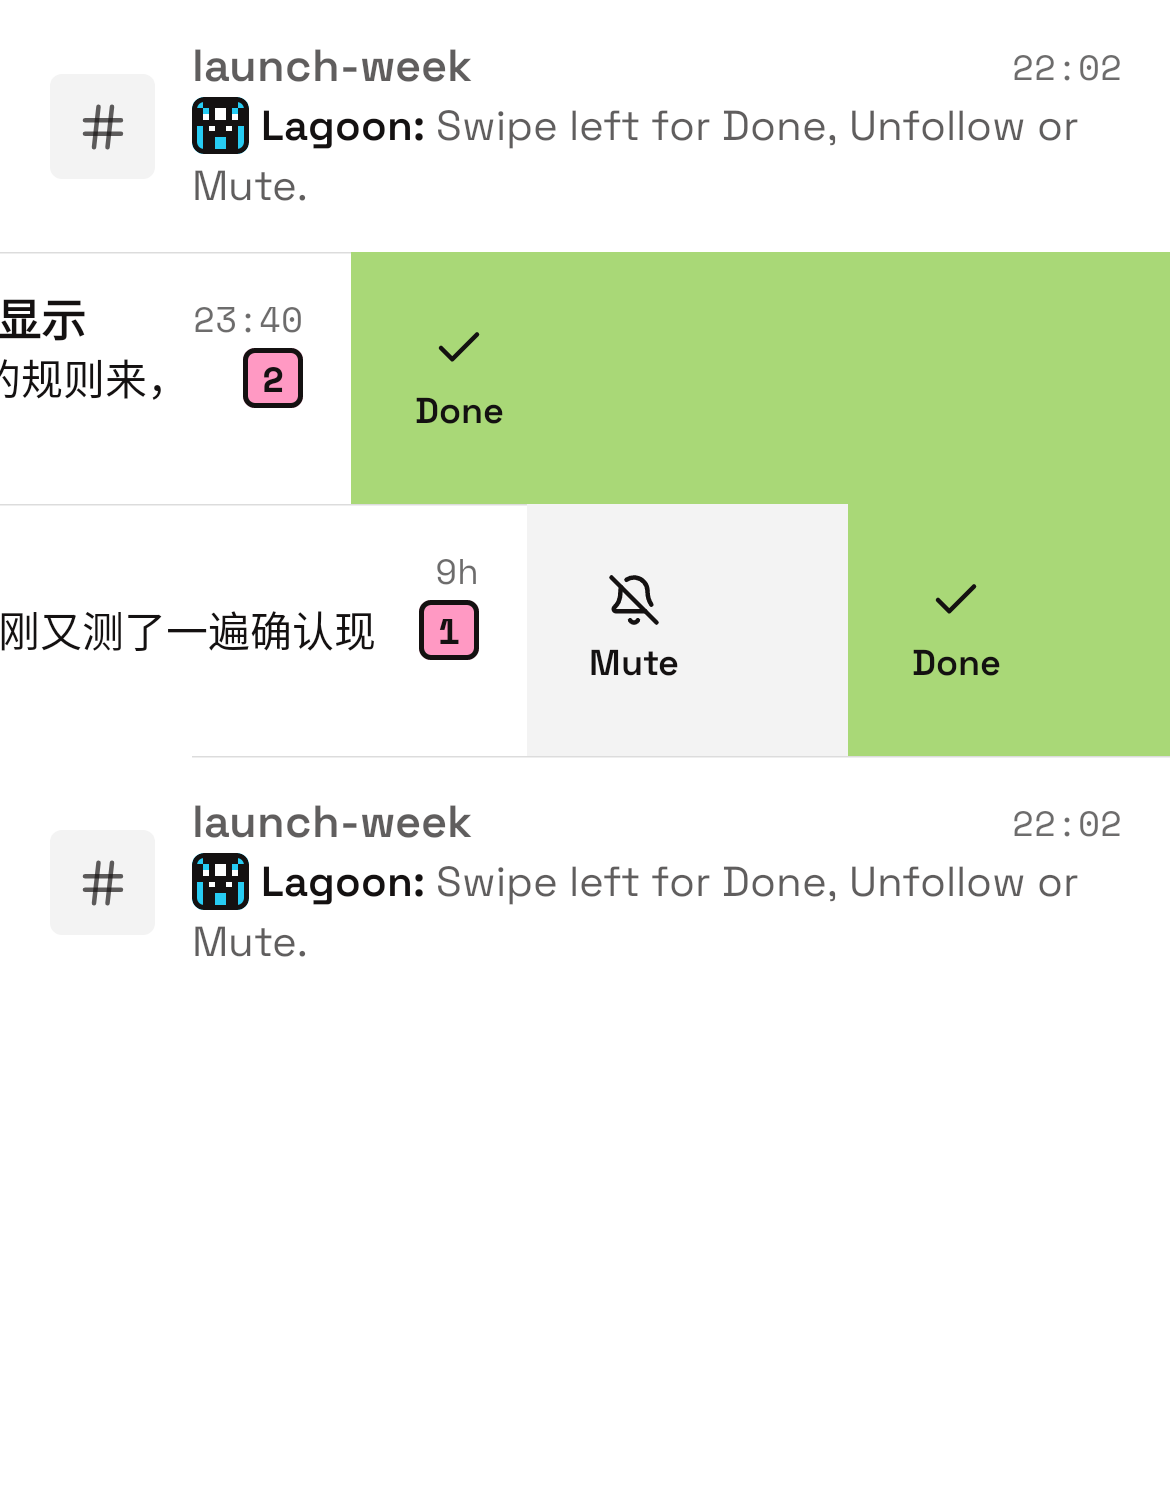 launch-week 22:02
Lagoon: Swipe left for Done, Unfollow or
Mute.
显示 23:40
的规则来， 2
Done
9h
刚又测了一遍确认现 1
Mute Done
launch-week 22:02
Lagoon: Swipe left for Done, Unfollow or
Mute.